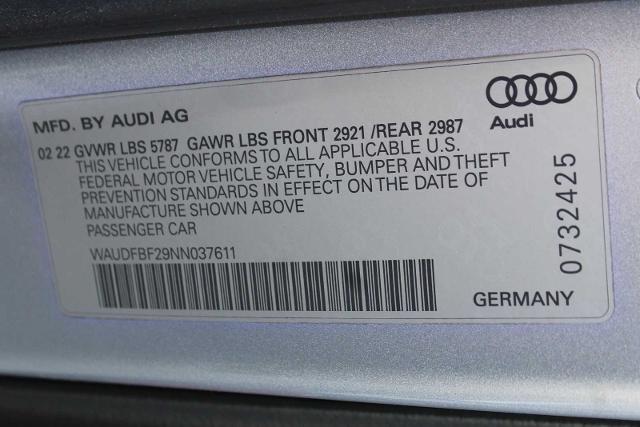 MFD. BY AUDI AG
02 22 GVWR LBS 5787 GAWR LBS FRONT 2921 /REAR 2987
THIS VEHICLE CONFORMS TO ALL APPLICABLE U.S.
FEDERAL MOTOR VEHICLE SAFETY, BUMPER AND THEFT
PREVENTION STANDARDS IN EFFECT ON THE DATE OF
MANUFACTURE SHOWN ABOVE
PASSENGER CAR
WAUDFBF29NN037611
Audi
0732425
GERMANY